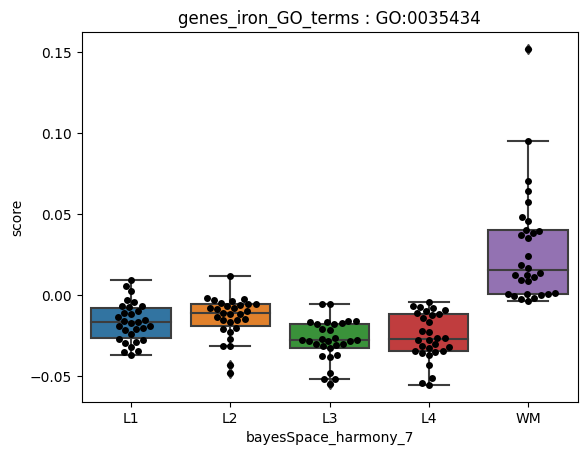 genes_iron_GO_terms : GO:0035434
0.15
0.10
0.05
0.00
−0.05
score
L1 L2 L3 L4 WM
bayesSpace_harmony_7